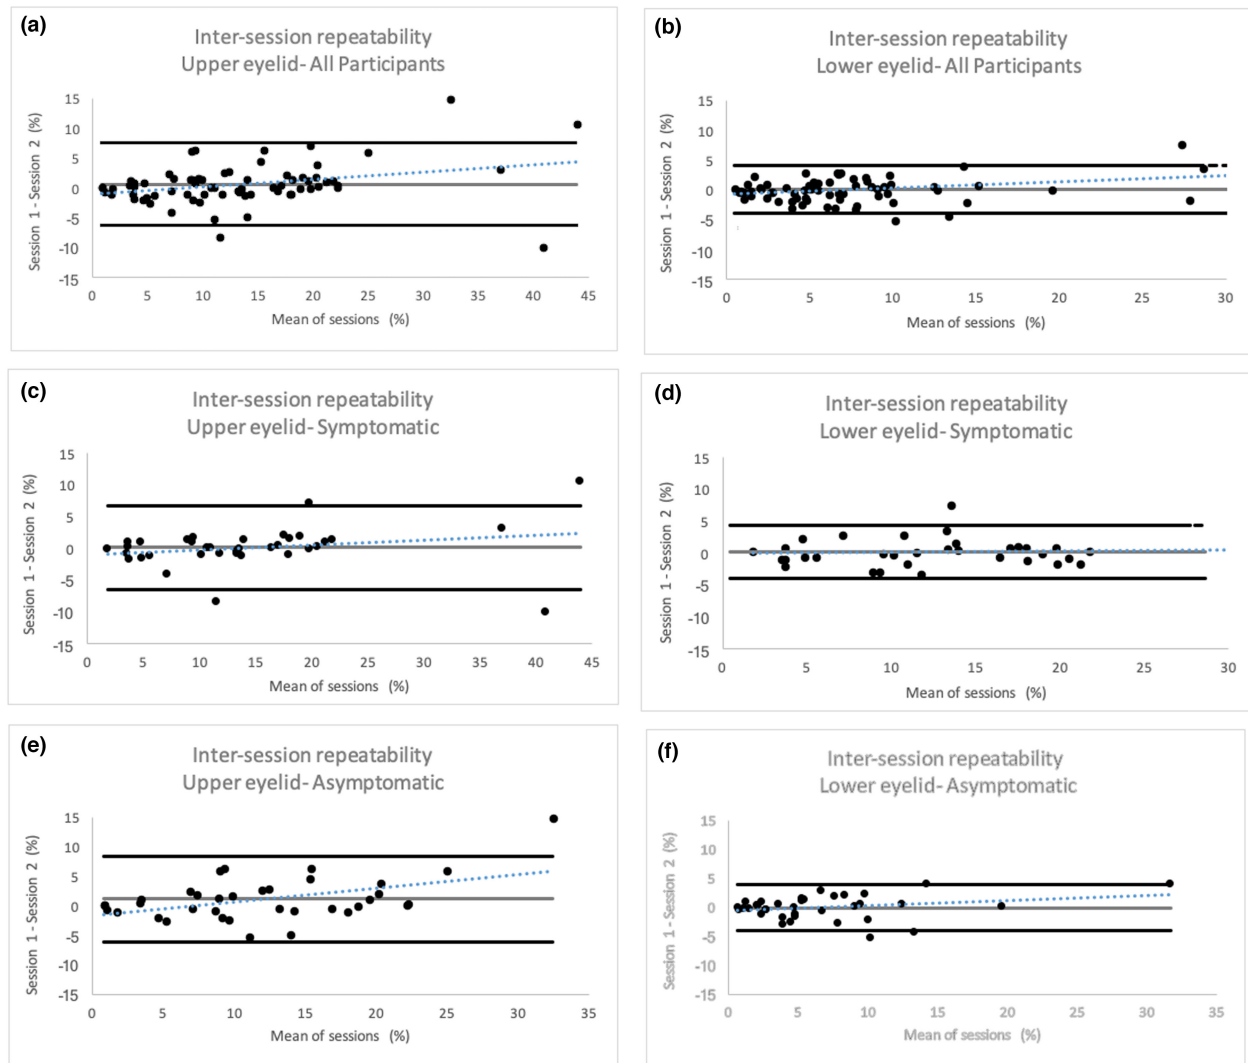 (a)
Inter-session repeatability
Upper eyelid- All Participants
Session 1 - Session 2 (%)
15
10
5
0
-5
-10
-15
0 5 10 15 20 25 30 35 40 45
Mean of sessions (%)
(b)
Inter-session repeatability
Lower eyelid- All Participants
Session 1 - Session 2 (%)
15
10
5
0
-5
-10
-15
0 5 10 15 20 25 30
Mean of sessions (%)
(c)
Inter-session repeatability
Upper eyelid- Symptomatic
Session 1 - Session 2 (%)
15
10
5
0
-5
-10
-15
0 5 10 15 20 25 30 35 40 45
Mean of sessions (%)
(d)
Inter-session repeatability
Lower eyelid- Symptomatic
Session 1 - Session 2 (%)
15
10
5
0
-5
-10
-15
0 5 10 15 20 25 30
Mean of sessions (%)
(e)
Inter-session repeatability
Upper eyelid- Asymptomatic
Session 1 - Session 2 (%)
15
10
5
0
-5
-10
-15
0 5 10 15 20 25 30 35
Mean of sessions (%)
(f)
Inter-session repeatability
Lower eyelid- Asymptomatic
Session 1 - Session 2 (%)
15
10
5
0
-5
-10
-15
0 5 10 15 20 25 30 35
Mean of sessions (%)